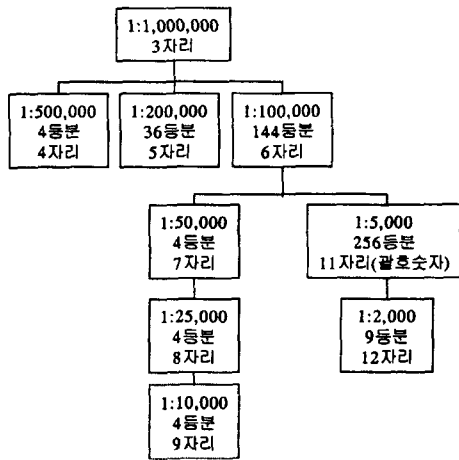 1:1,000,000
3자리
1:500,000
4등분
4자리
1:200,000
36등분
5자리
1:100,000
144등분
6자리
1:50,000
4등분
7자리
1:5,000
256등분
11자리(괄호숫자)
1:25,000
4등분
8자리
1:2,000
9등분
12자리
1:10,000
4등분
9자리